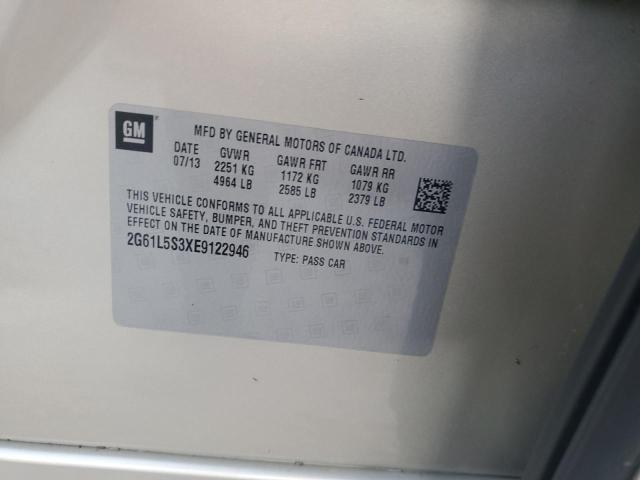 GM
MFD BY GENERAL MOTORS OF CANADA LTD.
DATE GVWR GAWR FRT GAWR RR
07/13 2251 KG 1172 KG 1079 KG
4964 LB 2585 LB 2379 LB
THIS VEHICLE CONFORMS TO ALL APPLICABLE U.S. FEDERAL MOTOR
VEHICLE SAFETY, BUMPER, AND THEFT PREVENTION STANDARDS IN
EFFECT ON THE DATE OF MANUFACTURE SHOWN ABOVE.
2G61L5S3XE9122946 TYPE: PASS CAR